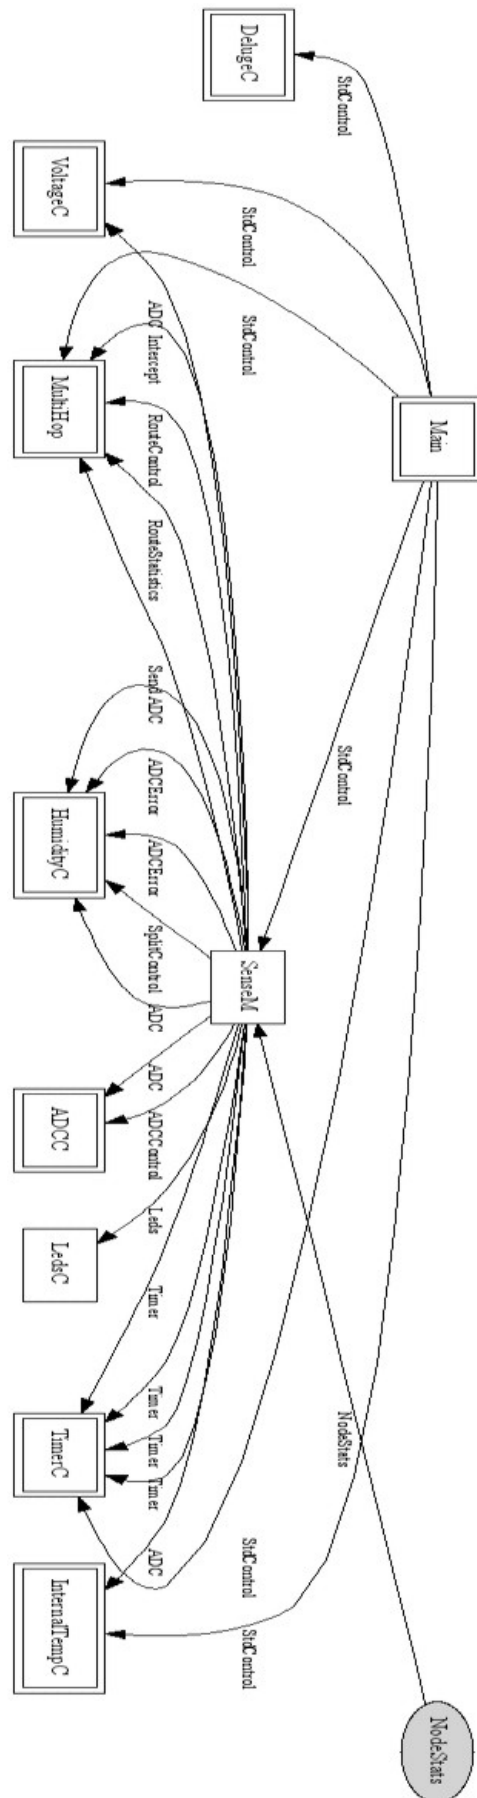 Main
NodeStats
StdControl
StdControl
StdControl
StdControl
NodeStats
StdControl
StdControl
DelugeC
SenseM
ADC
Intercept
RouteControl
RouteStatistics
Send
ADC
ADCError
ADCError
SplitControl
ADC
ADC
ADCControl
Leds
Timer
Timer
Timer
Timer
ADC
VoltageC
MultiHop
HumidityC
ADCC
LedsC
TimerC
InternalTempC